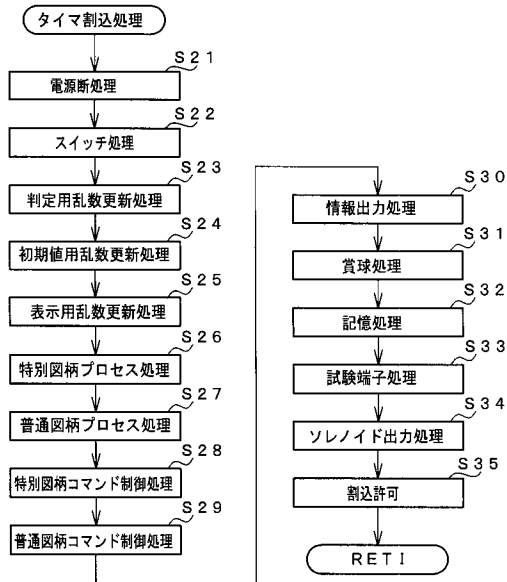 タイマ割込処理
S21
電源断処理
S22
スイッチ処理
S23
判定用乱数更新処理
S24
初期値用乱数更新処理
S25
表示用乱数更新処理
S26
特別図柄プロセス処理
S27
普通図柄プロセス処理
S28
特別図柄コマンド制御処理
S29
普通図柄コマンド制御処理
S30
情報出力処理
S31
賞球処理
S32
記憶処理
S33
試験端子処理
S34
ソレノイド出力処理
S35
割込許可
RETI